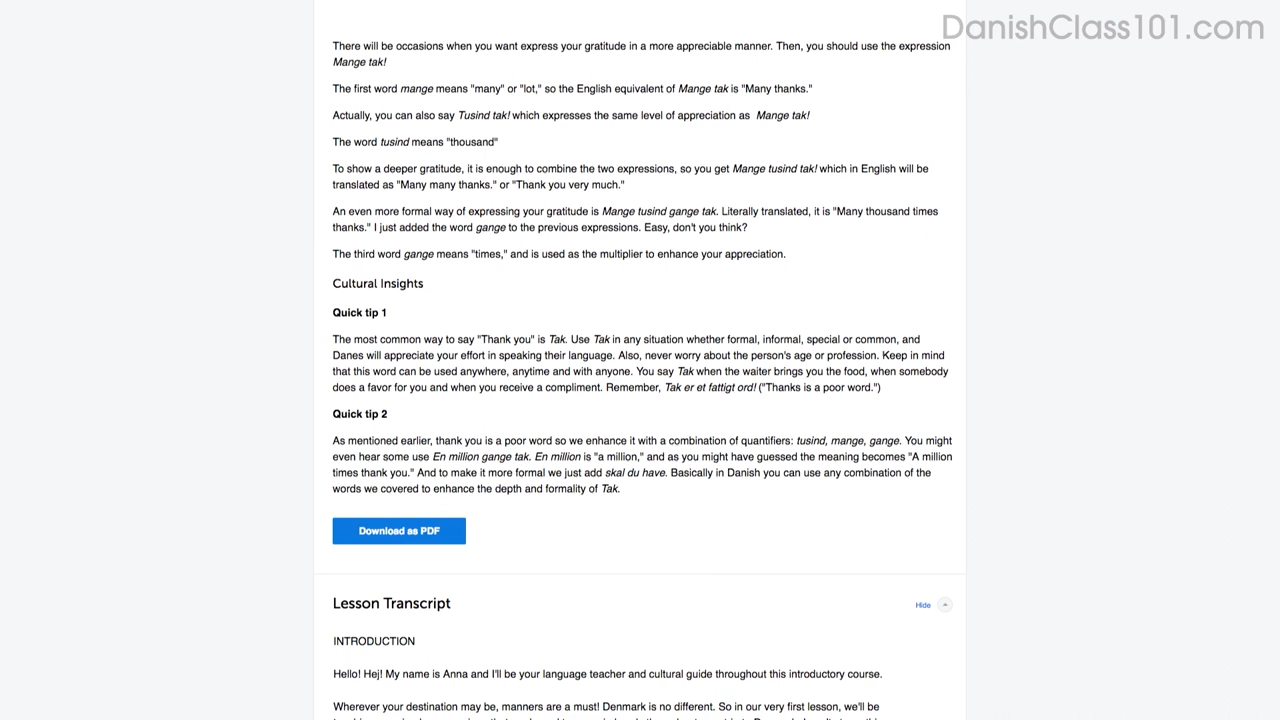 DanishClass101.com
There will be occasions when you want express your gratitude in a more appreciable manner. Then, you should use the expression
Mange tak!
The first word mange means "many" or "lot," so the English equivalent of Mange tak is "Many thanks."
Actually, you can also say Tusind tak! which expresses the same level of appreciation as Mange tak!
The word tusind means "thousand"
To show a deeper gratitude, it is enough to combine the two expressions, so you get Mange tusind tak! which in English will be
translated as "Many many thanks." or "Thank you very much."
An even more formal way of expressing your gratitude is Mange tusind gange tak. Literally translated, it is "Many thousand times
thanks." I just added the word gange to the previous expressions. Easy, don't you think?
The third word gange means "times," and is used as the multiplier to enhance your appreciation.
Cultural Insights
Quick tip 1
The most common way to say "Thank you" is Tak. Use Tak in any situation whether formal, informal, special or common, and
Danes will appreciate your effort in speaking their language. Also, never worry about the person's age or profession. Keep in mind
that this word can be used anywhere, anytime and with anyone. You say Tak when the waiter brings you the food, when somebody
does a favor for you and when you receive a compliment. Remember, Tak er et fattigt ord! ("Thanks is a poor word.")
Quick tip 2
As mentioned earlier, thank you is a poor word so we enhance it with a combination of quantifiers: tusind, mange, gange. You might
even hear some use En million gange tak. En million is "a million," and as you might have guessed the meaning becomes "A million
times thank you." And to make it more formal we just add skal du have. Basically in Danish you can use any combination of the
words we covered to enhance the depth and formality of Tak.
Download as PDF
Lesson Transcript
Hide
INTRODUCTION
Hello! Hej! My name is Anna and I'll be your language teacher and cultural guide throughout this introductory course.
Wherever your destination may be, manners are a must! Denmark is no different. So in our very first lesson, we'll be